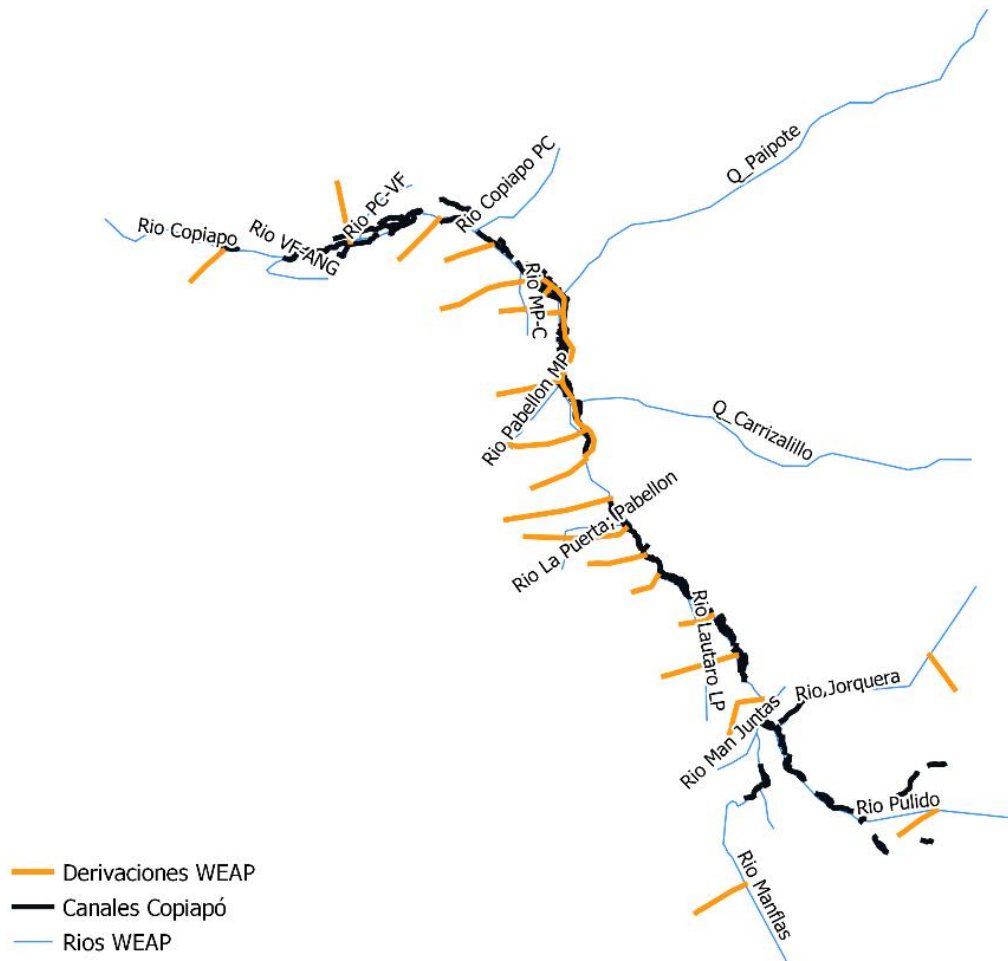 Q_Paipote
Rio Copiapo PC
Rio PC-VF
Rio Copiapo
Rio VF-ANG
Rio MP-C
Rio Pabellon MP
Q_Carrizalillo
Rio La Puerta; Pabellon
Rio Lautaro LP
Rio,Jorquera
Rio Man Juntas
Rio Pulido
Rio Manflas
Derivaciones WEAP
Canales Copiapó
Rios WEAP